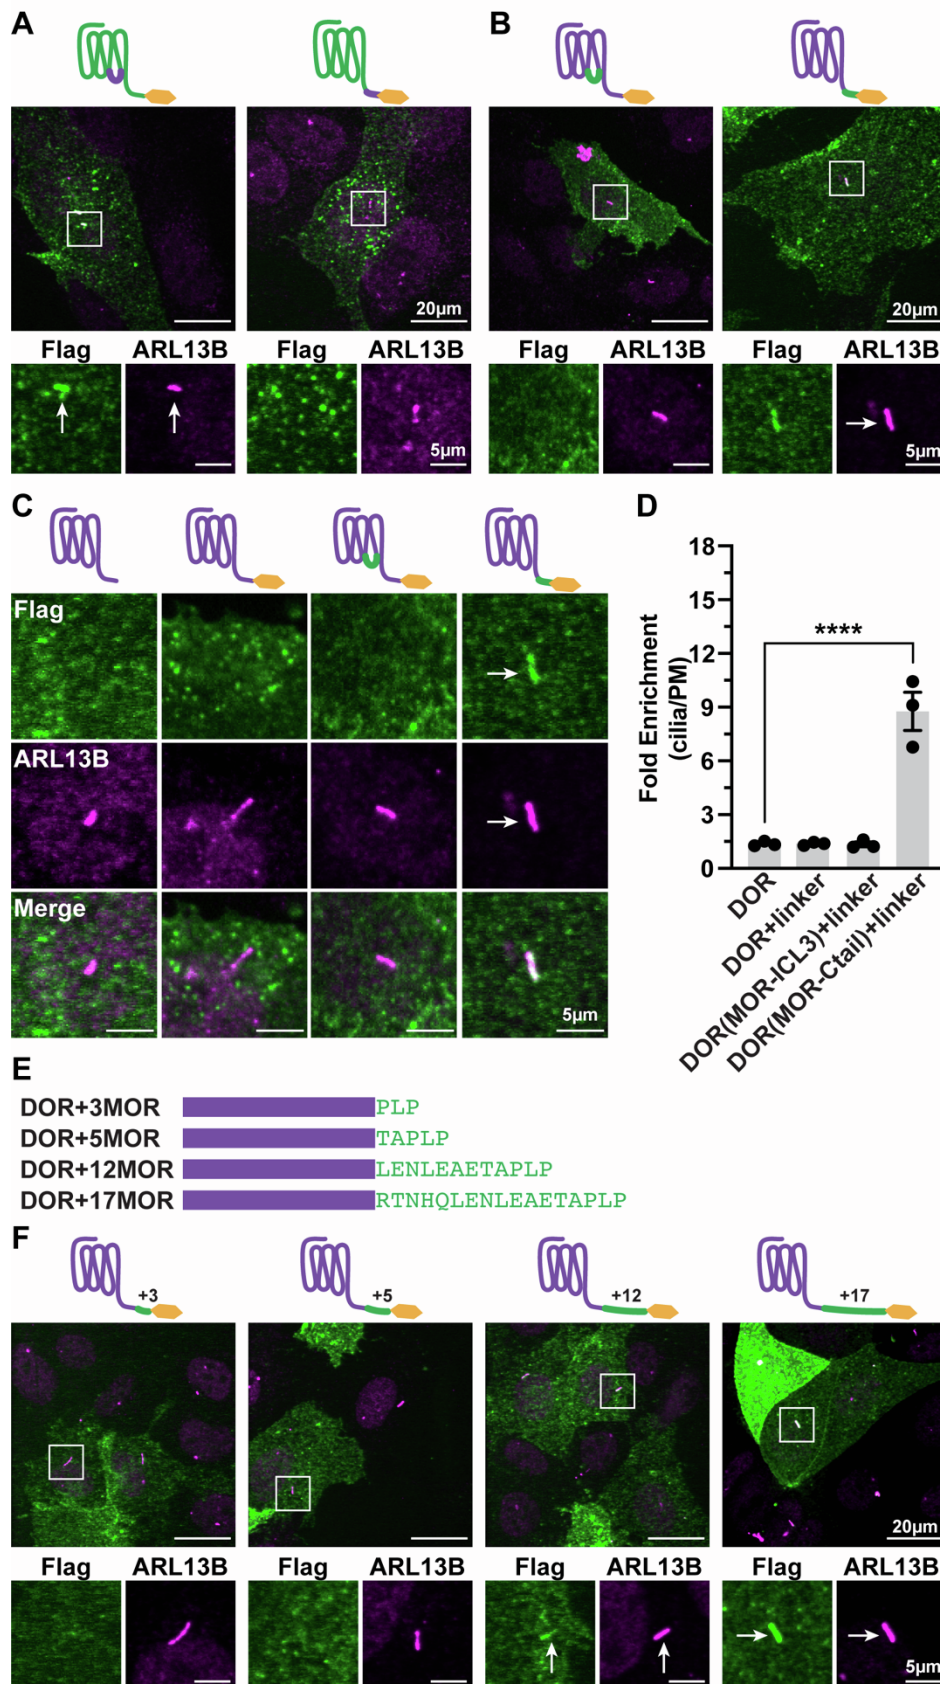 A
B
20µm
20µm
Flag ARL13B Flag ARL13B
Flag ARL13B Flag ARL13B
5µm
5µm
C
D
Flag
ARL13B
Merge
5µm
Fold Enrichment
(cilia/PM)
18
15
12
9
6
3
0
****
DOR
DOR+linker
DOR(MOR-ICL3)+linker
DOR(MOR-Ctail)+linker
E
DOR+3MOR PLP
DOR+5MOR TAPLP
DOR+12MOR LENLEAETAPLP
DOR+17MOR RTNHQLENLEAETAPLP
F
+3 +5 +12 +17
20µm
Flag ARL13B Flag ARL13B Flag ARL13B Flag ARL13B
5µm